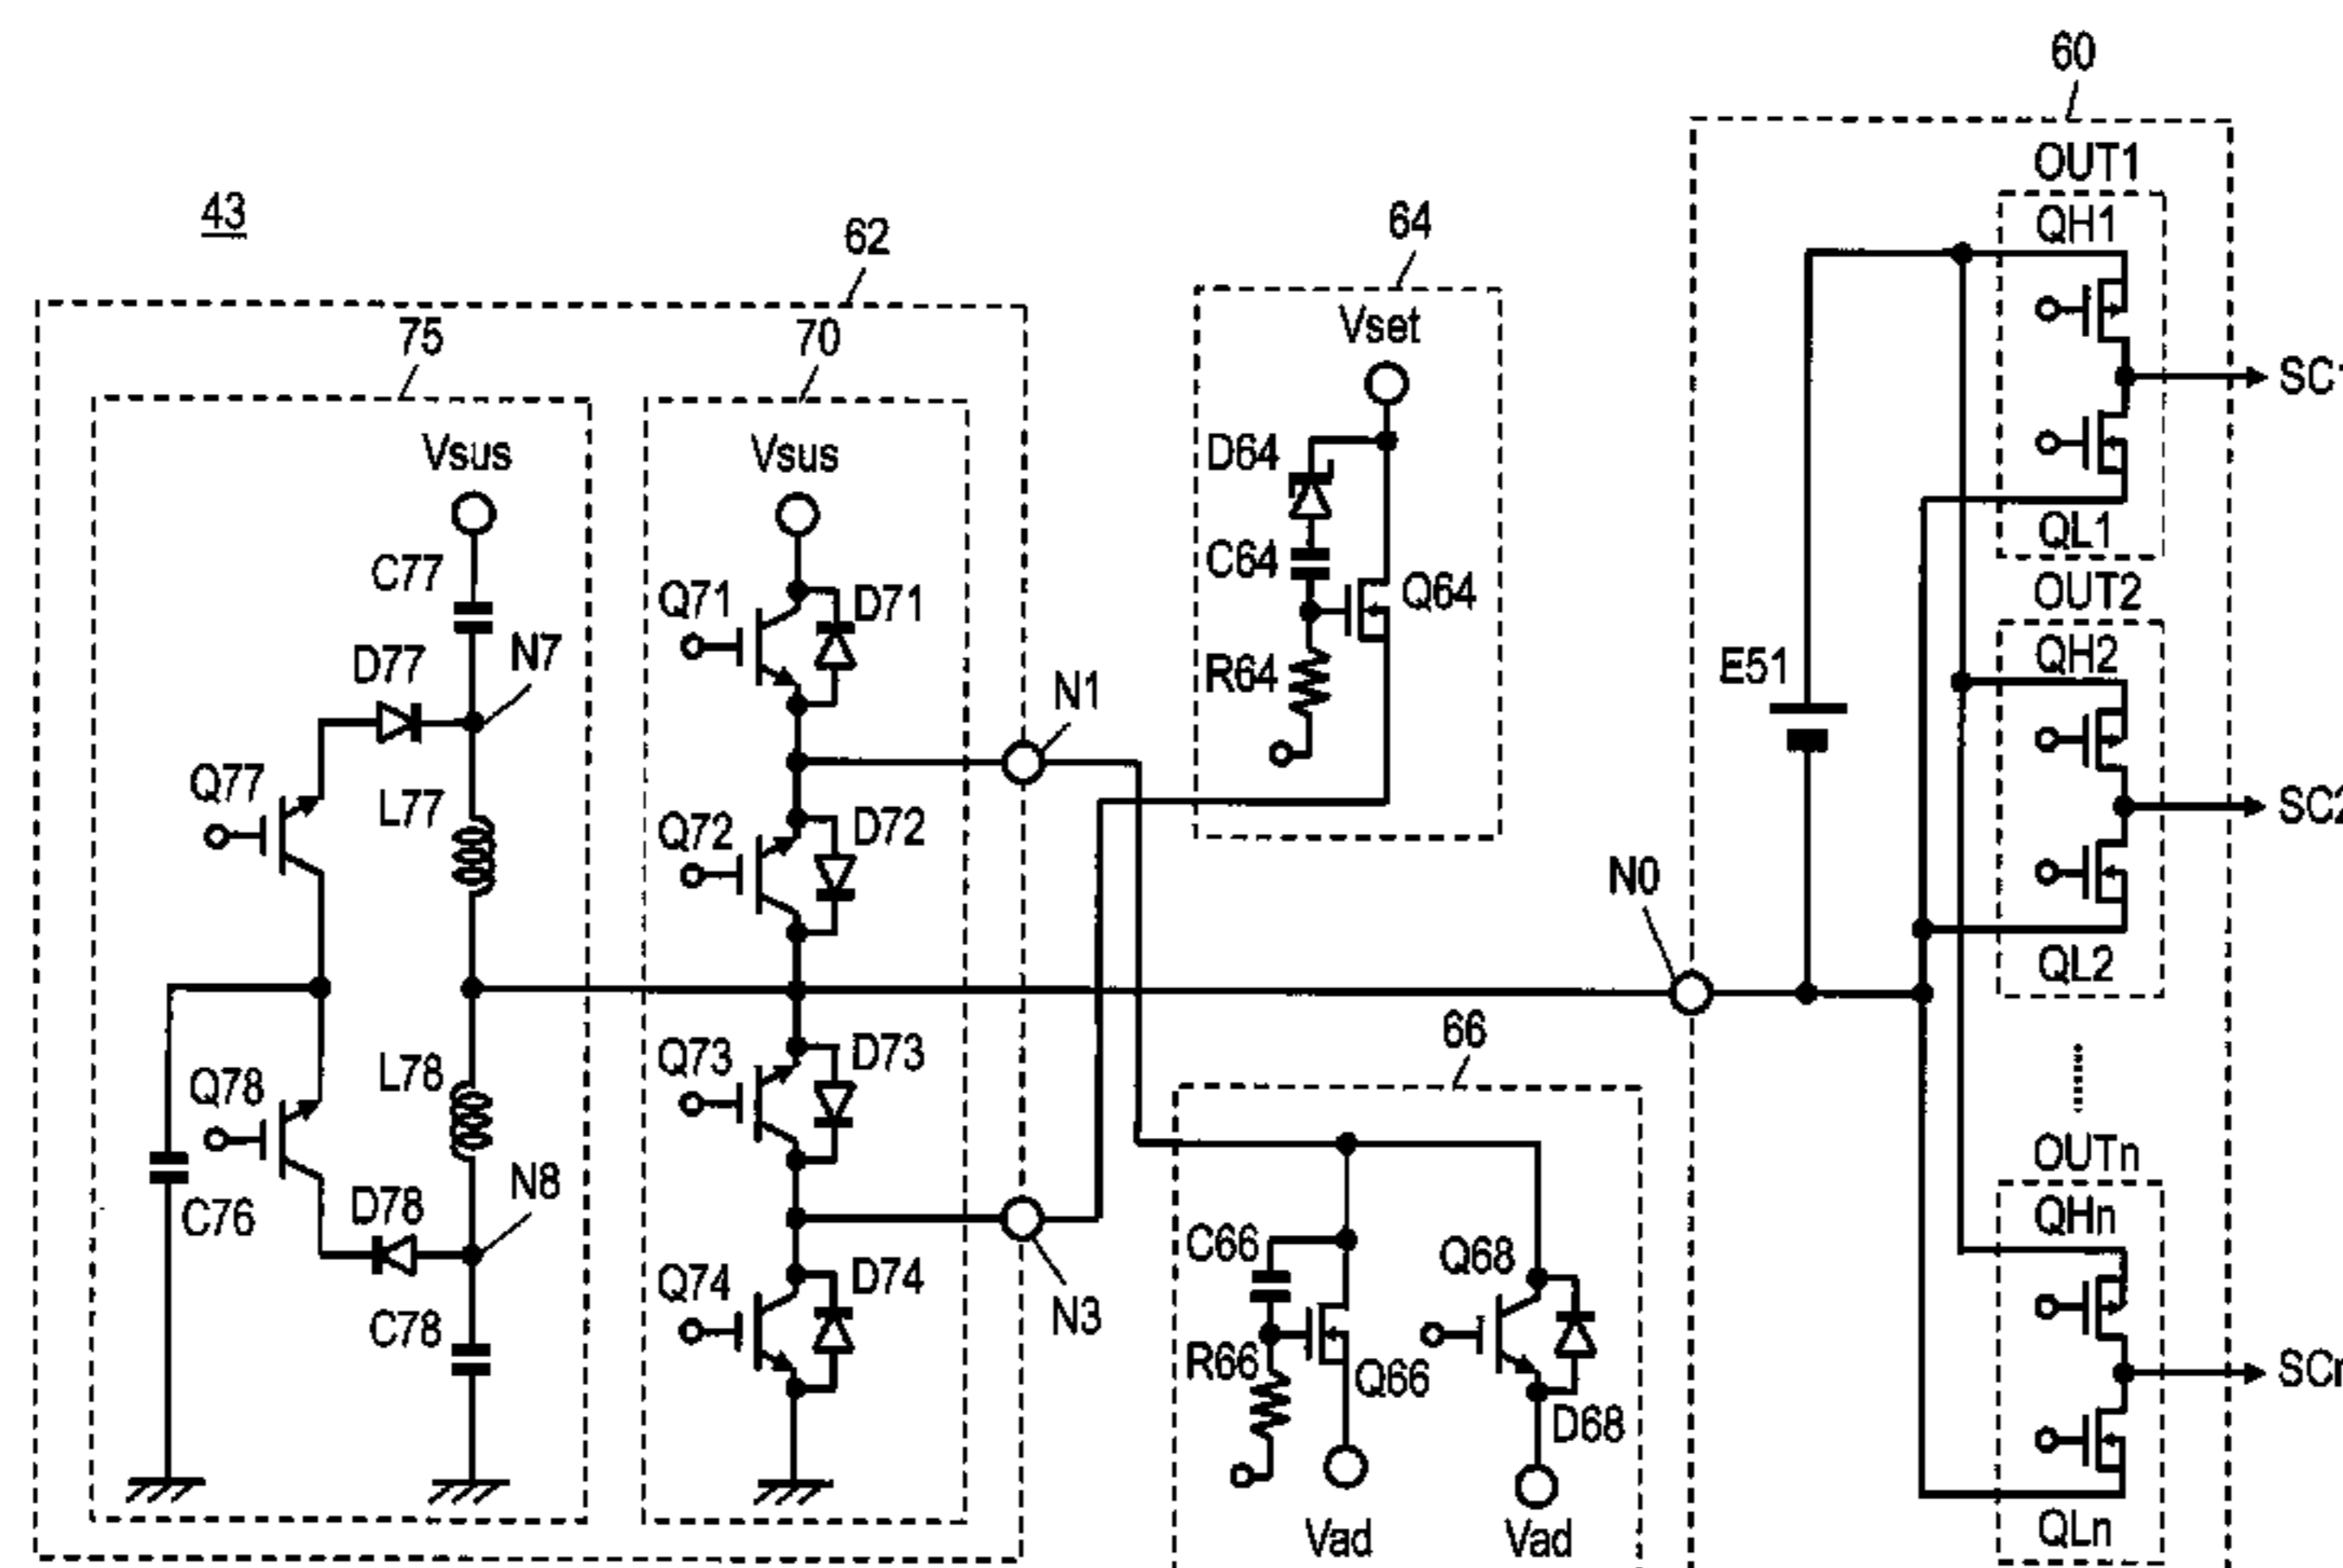 43
62
75
70
Vsus
C77
D77
N7
Q77
L77
Q78
L78
C76
D78
N8
C78
Vsus
Q71
D71
Q72
D72
Q73
D73
Q74
D74
N1
N3
64
Vset
D64
C64
Q64
R64
66
C66
R66
Q66
Q68
D68
Vad
Vad
N0
60
E51
OUT1
QH1
SC1
QL1
OUT2
QH2
SC2
QL2
OUTn
QHn
SCn
QLn